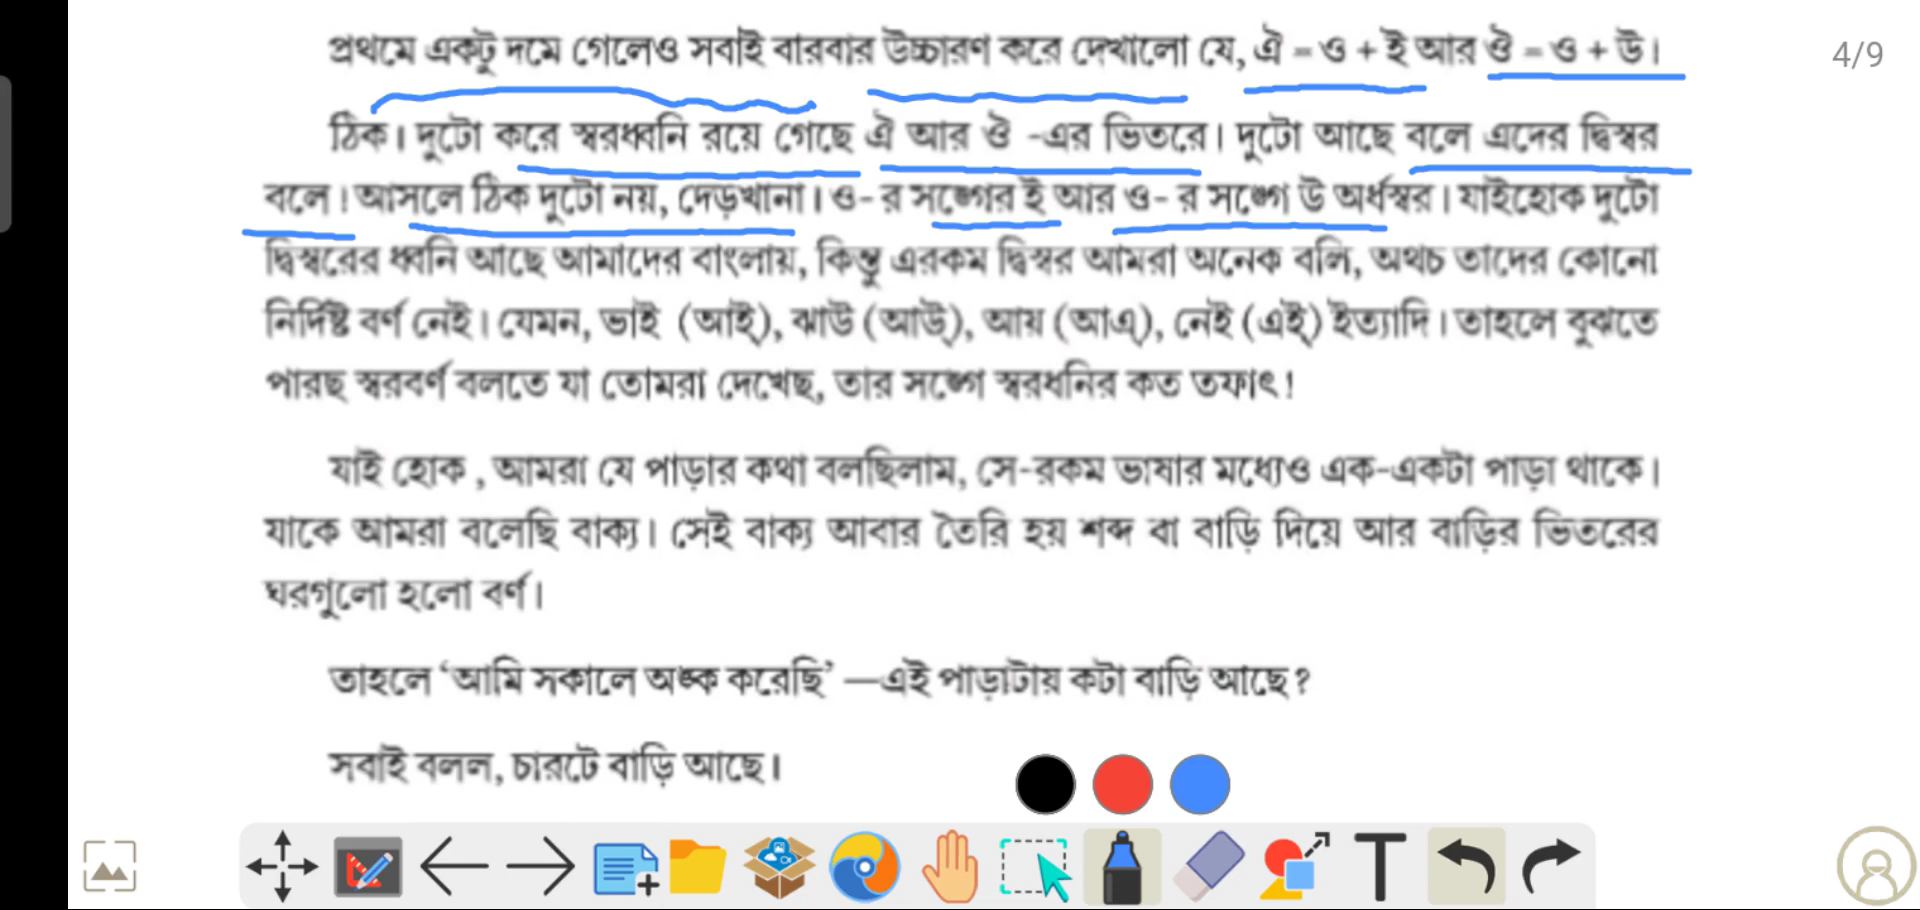 প্রথমে একটু দমে গেলেও সবাই বারবার উচ্চারণ করে দেখালো যে, ঐ = ও + ই আর ঔ = ও + উ।
4/9
ঠিক। দুটো করে স্বরধ্বনি রয়ে গেছে ঐ আর ঔ -এর ভিতরে। দুটো আছে বলে এদের দ্বিস্বর
বলে। আসলে ঠিক দুটো নয়, দেড়খানা। ও- র সঙ্গের ই আর ও- র সঙ্গে উ অর্ধস্বর। যাইহোক দুটো
দ্বিস্বরের ধ্বনি আছে আমাদের বাংলায়, কিন্তু এরকম দ্বিস্বর আমরা অনেক বলি, অথচ তাদের কোনো
নির্দিষ্ট বর্ণ নেই। যেমন, ভাই (আই্), ঝাউ (আউ্), আয় (আএ্), নেই (এই্) ইত্যাদি। তাহলে বুঝতে
পারছ স্বরবর্ণ বলতে যা তোমরা দেখেছ, তার সঙ্গে স্বরধনির কত তফাৎ!
যাই হোক , আমরা যে পাড়ার কথা বলছিলাম, সে-রকম ভাষার মধ্যেও এক-একটা পাড়া থাকে।
যাকে আমরা বলেছি বাক্য। সেই বাক্য আবার তৈরি হয় শব্দ বা বাড়ি দিয়ে আর বাড়ির ভিতরের
ঘরগুলো হলো বর্ণ।
তাহলে ‘আমি সকালে অঙ্ক করেছি’ —এই পাড়াটায় কটা বাড়ি আছে?
সবাই বলল, চারটে বাড়ি আছে।